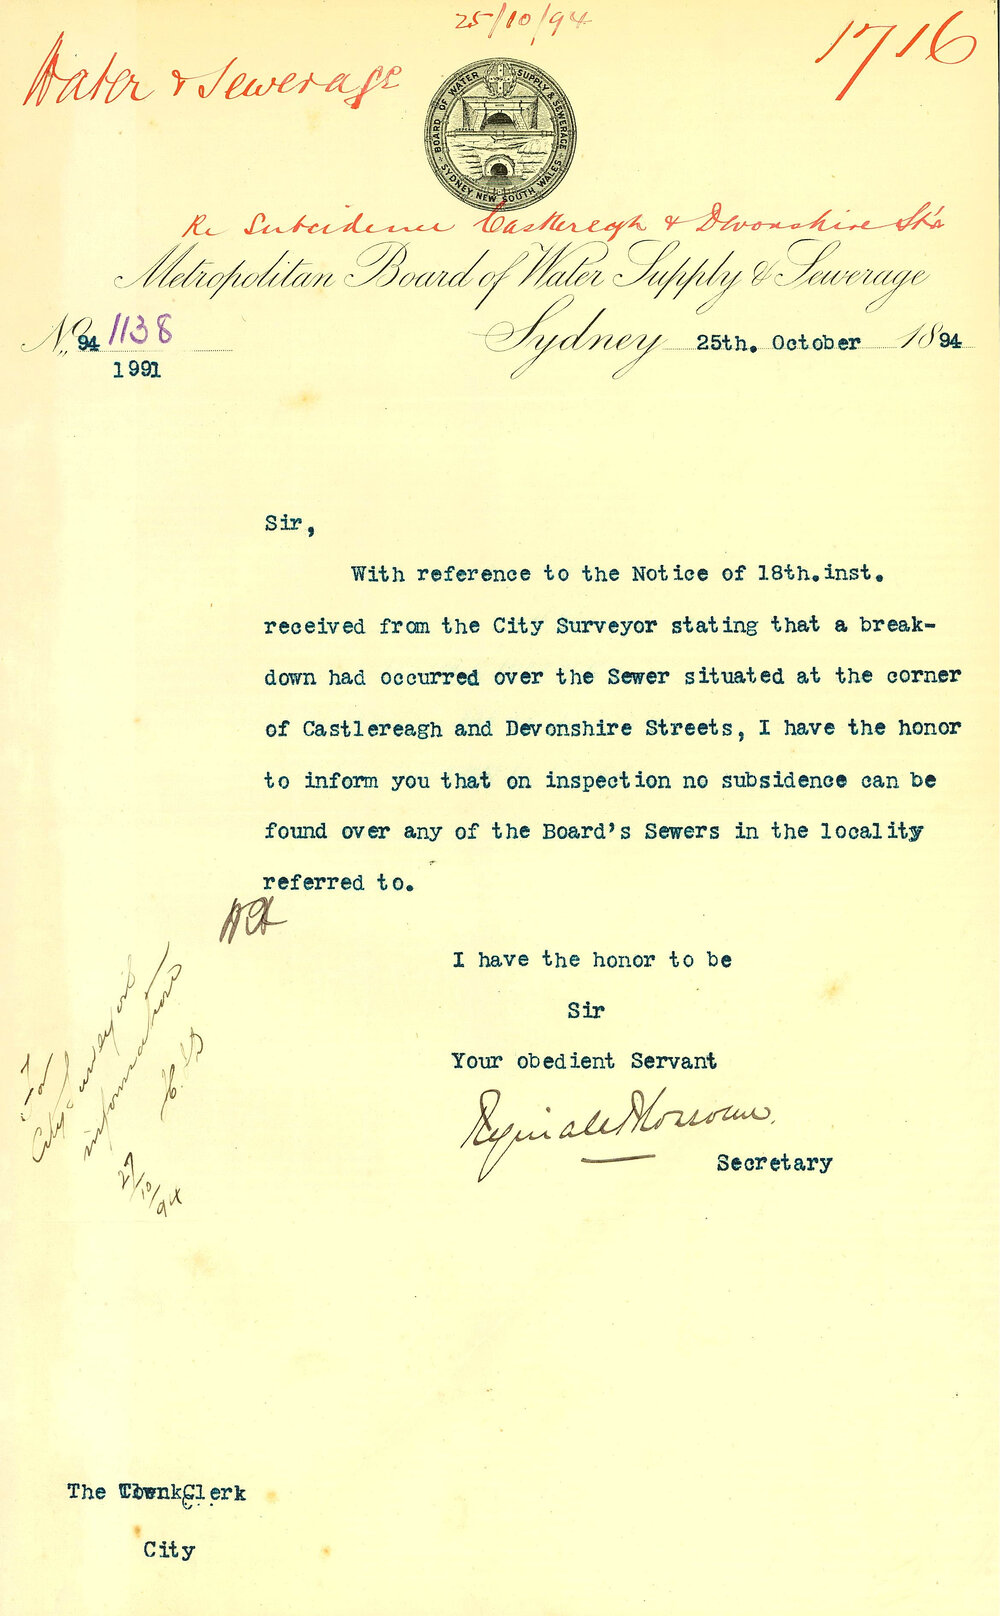 25/10/94
1716
Water & Sewerage
BOARD OF WATER SUPPLY & SEWERAGE
SYDNEY, NEW SOUTH WALES
Re Subsidence Castlereagh & Devonshire St's
Metropolitan Board of Water Supply & Sewerage
No. 94 1138
1991
Sydney 25th. October 1894
Sir,
With reference to the Notice of 18th.inst.
received from the City Surveyor stating that a break-
down had occurred over the Sewer situated at the corner
of Castlereagh and Devonshire Streets, I have the honor
to inform you that on inspection no subsidence can be
found over any of the Board's Sewers in the locality
referred to.
I have the honor to be
Sir
Your obedient Servant
Secretary
For
City Surveyor's
information
27/10/94
The Town Clerk
City